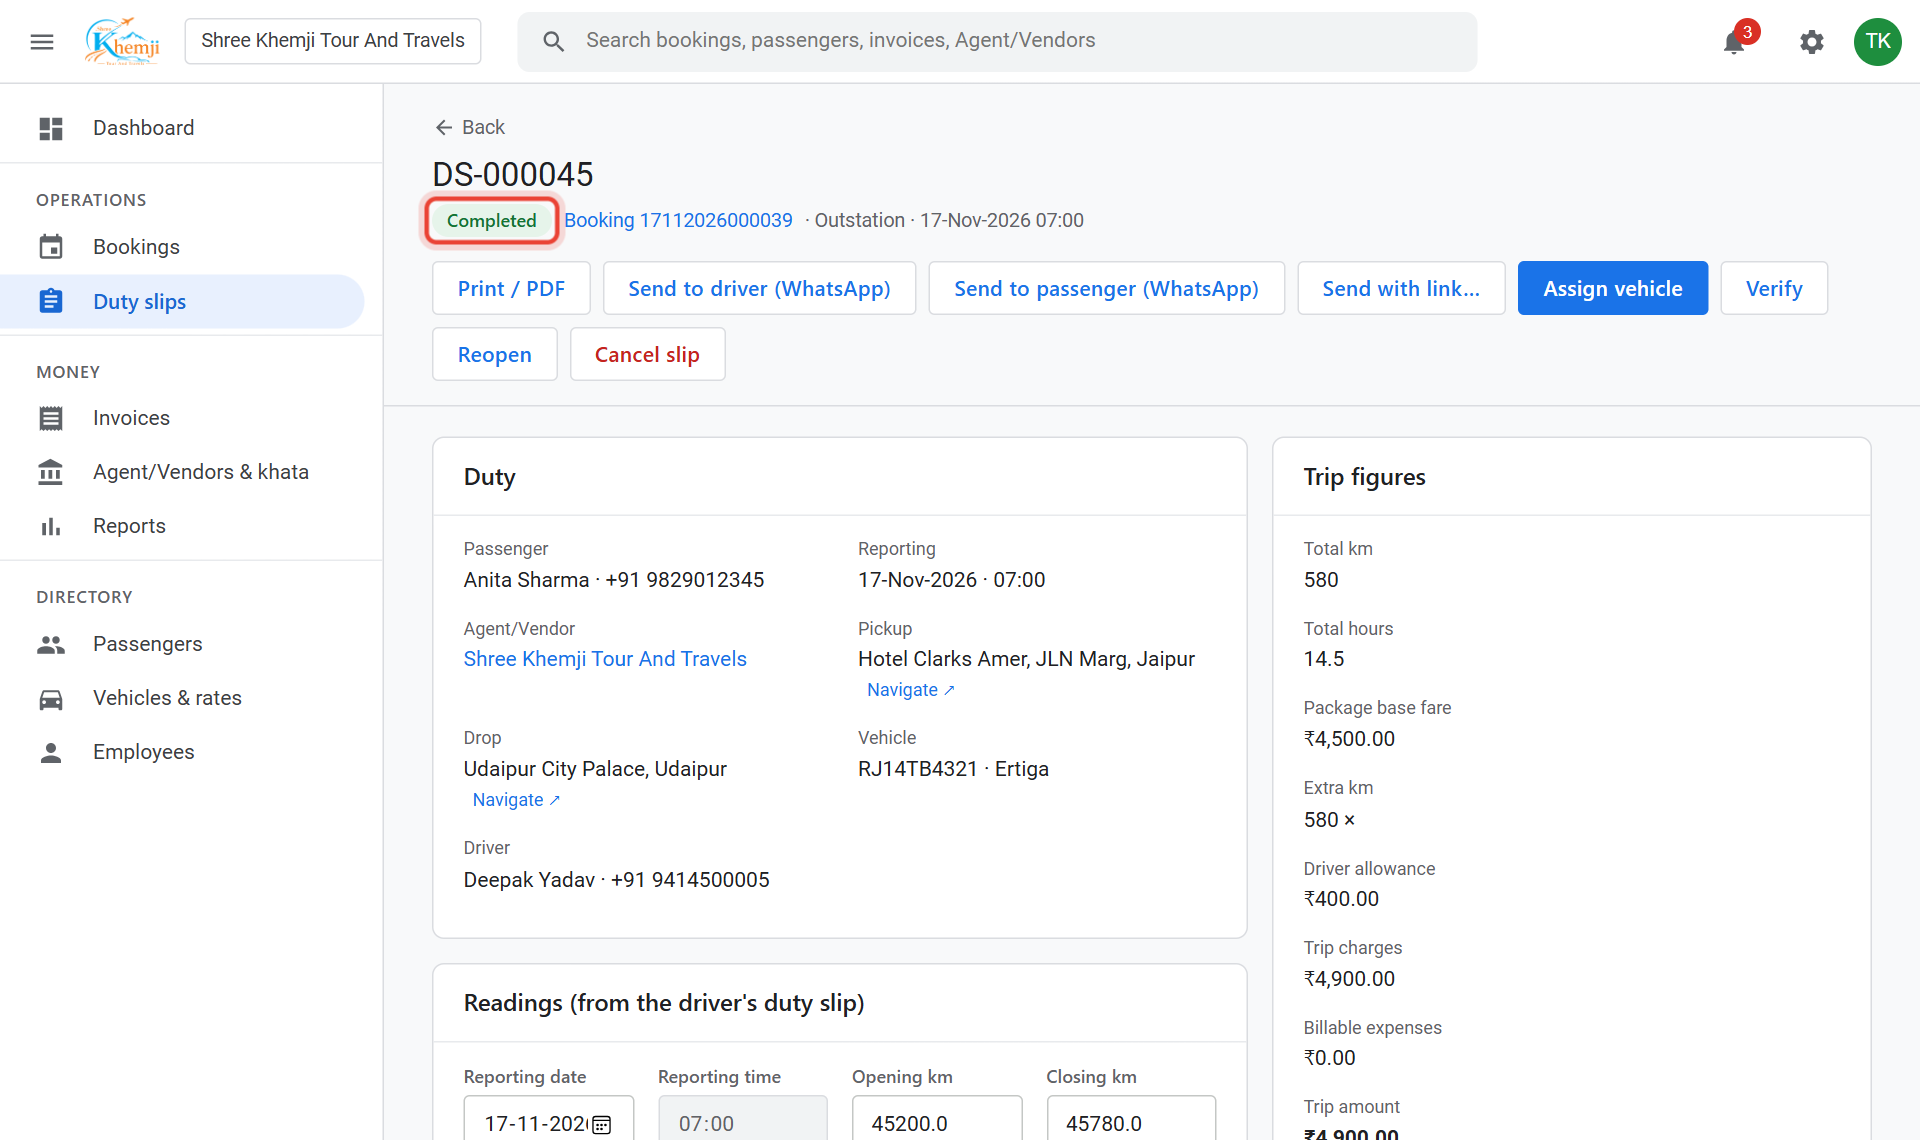 Khemji
Shree Khemji Tour And Travels
Search bookings, passengers, invoices, Agent/Vendors
3
TK
Dashboard
OPERATIONS
Bookings
Duty slips
MONEY
Invoices
Agent/Vendors & khata
Reports
DIRECTORY
Passengers
Vehicles & rates
Employees
← Back
DS-000045
Completed Booking 17112026000039 · Outstation · 17-Nov-2026 07:00
Print / PDF Send to driver (WhatsApp) Send to passenger (WhatsApp) Send with link... Assign vehicle Verify
Reopen Cancel slip
Duty
Passenger
Anita Sharma · +91 9829012345
Reporting
17-Nov-2026 · 07:00
Agent/Vendor
Shree Khemji Tour And Travels
Pickup
Hotel Clarks Amer, JLN Marg, Jaipur
Navigate ↗
Drop
Udaipur City Palace, Udaipur
Navigate ↗
Vehicle
RJ14TB4321 · Ertiga
Driver
Deepak Yadav · +91 9414500005
Readings (from the driver's duty slip)
Reporting date
17-11-202
Reporting time
07:00
Opening km
45200.0
Closing km
45780.0
Trip figures
Total km
580
Total hours
14.5
Package base fare
₹4,500.00
Extra km
580 ×
Driver allowance
₹400.00
Trip charges
₹4,900.00
Billable expenses
₹0.00
Trip amount
₹4,900.00